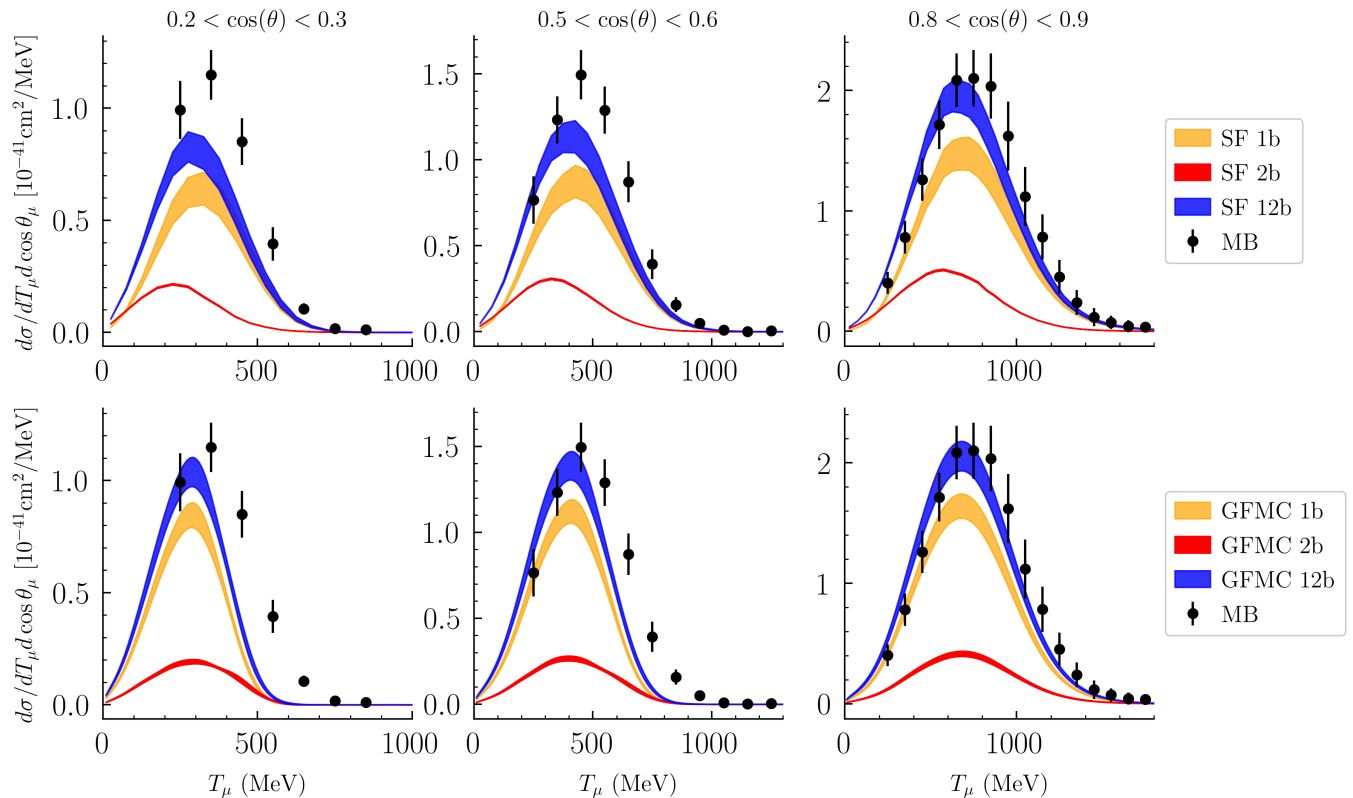 0.2 < cos(θ) < 0.3
0.5 < cos(θ) < 0.6
0.8 < cos(θ) < 0.9
dσ/dT_μ d cos θ_μ [10^−41 cm^2/MeV]
1.0
0.5
0.0
0
500
1000
1.5
1.0
0.5
0.0
0
500
1000
2
1
0
0
1000
SF 1b
SF 2b
SF 12b
MB
dσ/dT_μ d cos θ_μ [10^−41 cm^2/MeV]
1.0
0.5
0.0
0
500
1000
T_μ (MeV)
1.5
1.0
0.5
0.0
0
500
1000
T_μ (MeV)
2
1
0
0
1000
T_μ (MeV)
GFMC 1b
GFMC 2b
GFMC 12b
MB